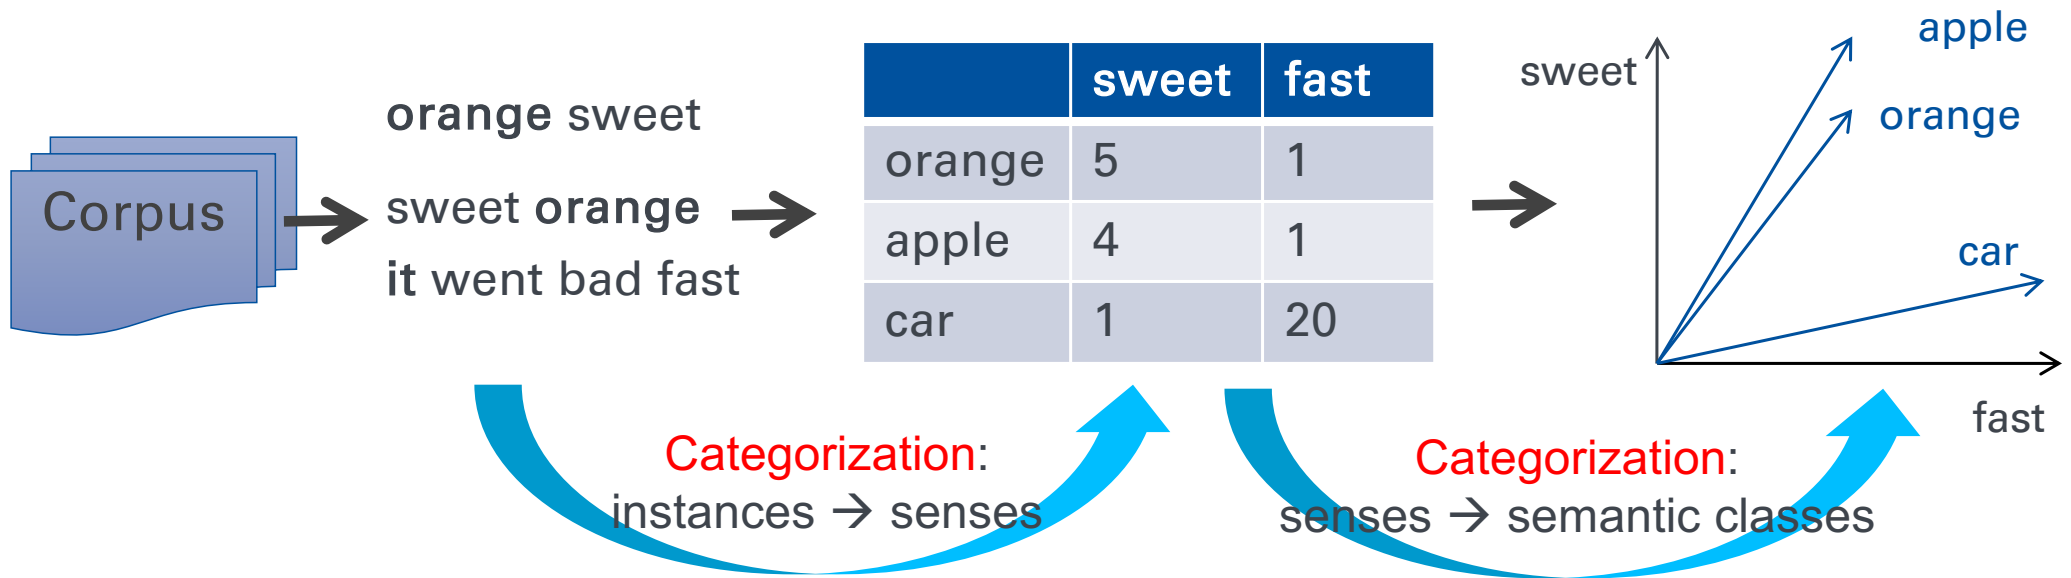 Corpus
orange sweet
sweet orange
it went bad fast
sweet fast
orange 5 1
apple 4 1
car 1 20
sweet
apple
orange
car
fast
Categorization:
instances → senses
Categorization:
senses → semantic classes